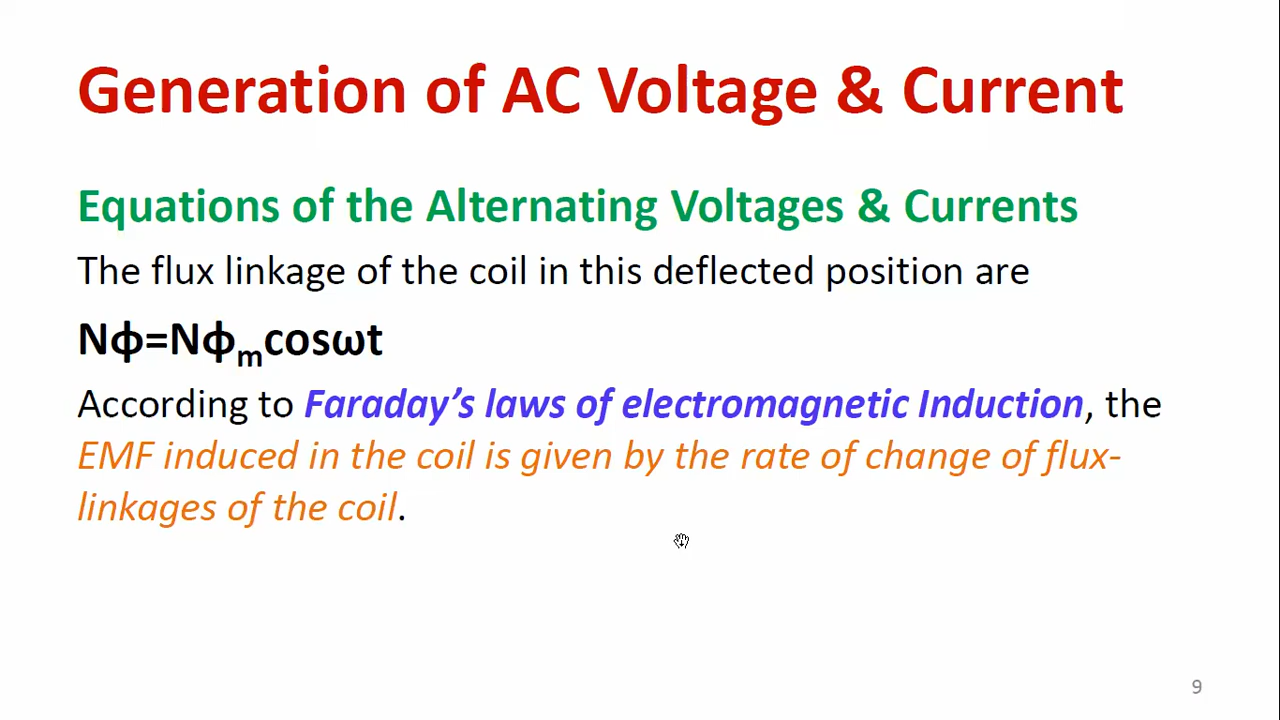 Generation of AC Voltage & Current
Equations of the Alternating Voltages & Currents
The flux linkage of the coil in this deflected position are
Nϕ=Nϕmcosωt
According to Faraday’s laws of electromagnetic Induction, the
EMF induced in the coil is given by the rate of change of flux-
linkages of the coil.
9